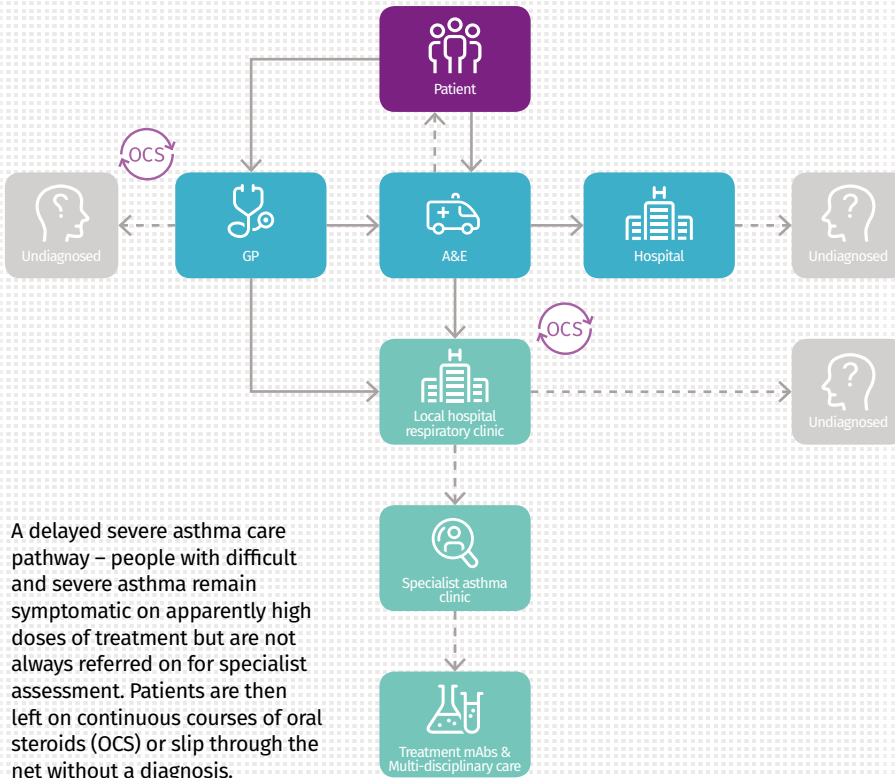 Patient
OCS
Undiagnosed
GP
A&E
Hospital
Undiagnosed
OCS
Local hospital
respiratory clinic
Undiagnosed
Specialist asthma
clinic
Treatment mAbs &
Multi-disciplinary care
A delayed severe asthma care
pathway – people with difficult
and severe asthma remain
symptomatic on apparently high
doses of treatment but are not
always referred on for specialist
assessment. Patients are then
left on continuous courses of oral
steroids (OCS) or slip through the
net without a diagnosis.